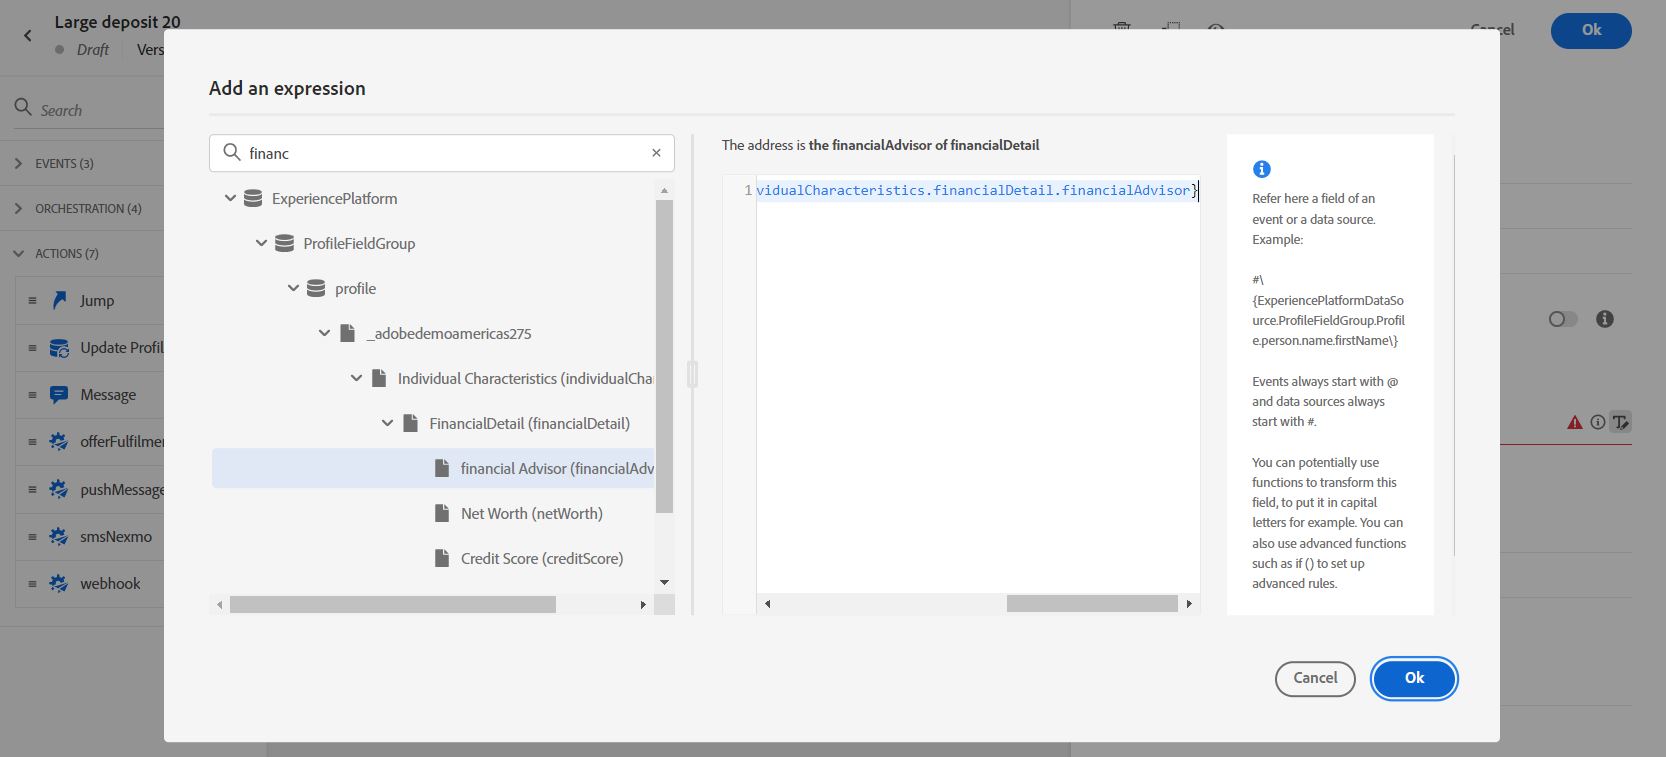 Large deposit 20
Draft
Vers
Cancel
Ok
Search
EVENTS (3)
ORCHESTRATION (4)
ACTIONS (7)
Jump
Update Profil
Message
offerFulfilmer
pushMessage
smsNexmo
webhook
Add an expression
financ
ExperiencePlatform
ProfileFieldGroup
profile
_adobedemoamericas275
Individual Characteristics (individualCha
FinancialDetail (financialDetail)
financial Advisor (financialAdv
Net Worth (netWorth)
Credit Score (creditScore)
The address is the financialAdvisor of financialDetail
1 vidualCharacteristics.financialDetail.financialAdvisor}
Refer here a field of an
event or a data source.
Example:
#\
{ExperiencePlatformDataSo
urce.ProfileFieldGroup.Profil
e.person.name.firstName\}
Events always start with @
and data sources always
start with #.
You can potentially use
functions to transform this
field, to put it in capital
letters for example. You can
also use advanced functions
such as if () to set up
advanced rules.
Cancel
Ok